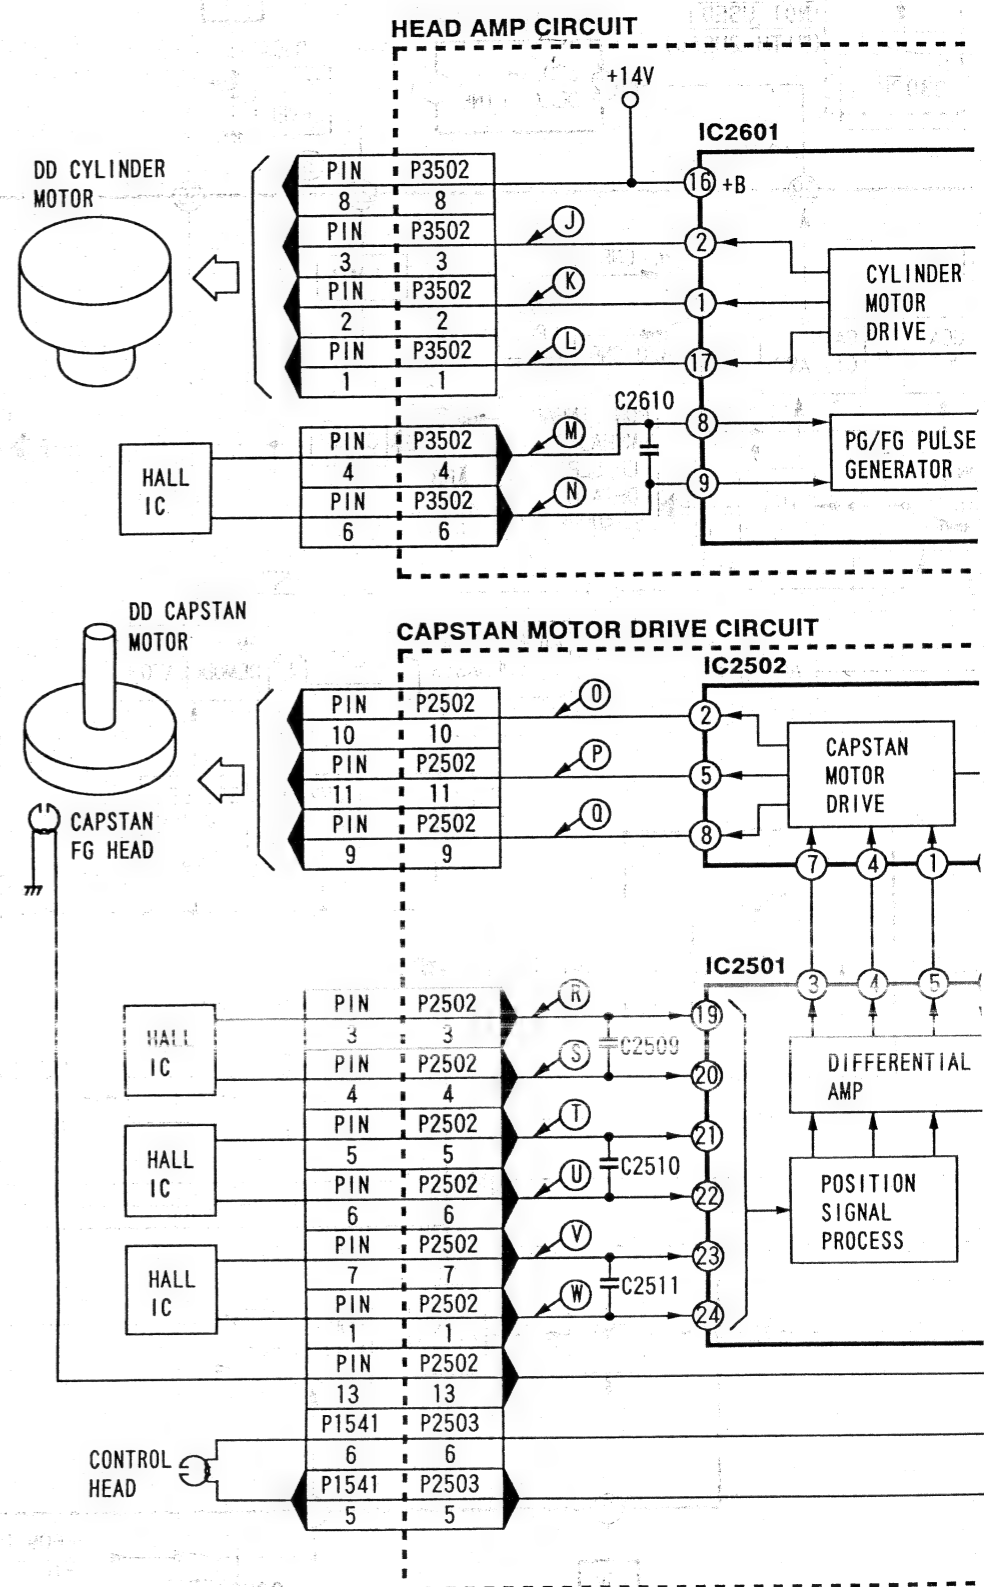 HEAD AMP CIRCUIT
+14V
IC2601
DD CYLINDER
MOTOR
PIN P3502
8 8
16 +B
PIN P3502
3 3
J
2
PIN P3502
2 2
K
1
CYLINDER
MOTOR
DRIVE
PIN P3502
1 1
L
17
C2610
HALL
IC
PIN P3502
4 4
M
8
PG/FG PULSE
GENERATOR
PIN P3502
6 6
N
9
DD CAPSTAN
MOTOR
CAPSTAN MOTOR DRIVE CIRCUIT
IC2502
PIN P2502
10 10
O
2
CAPSTAN
MOTOR
DRIVE
PIN P2502
11 11
P
5
CAPSTAN
FG HEAD
PIN P2502
9 9
Q
8
7 4 1
IC2501
3 4 5
HALL
IC
PIN P2502
3 3
R
19
C2509
DIFFERENTIAL
AMP
PIN P2502
4 4
S
20
HALL
IC
PIN P2502
5 5
T
21
C2510
PIN P2502
6 6
U
22
POSITION
SIGNAL
PROCESS
HALL
IC
PIN P2502
7 7
V
23
C2511
PIN P2502
1 1
W
24
PIN P2502
13 13
CONTROL
HEAD
P1541 P2503
6 6
P1541 P2503
5 5